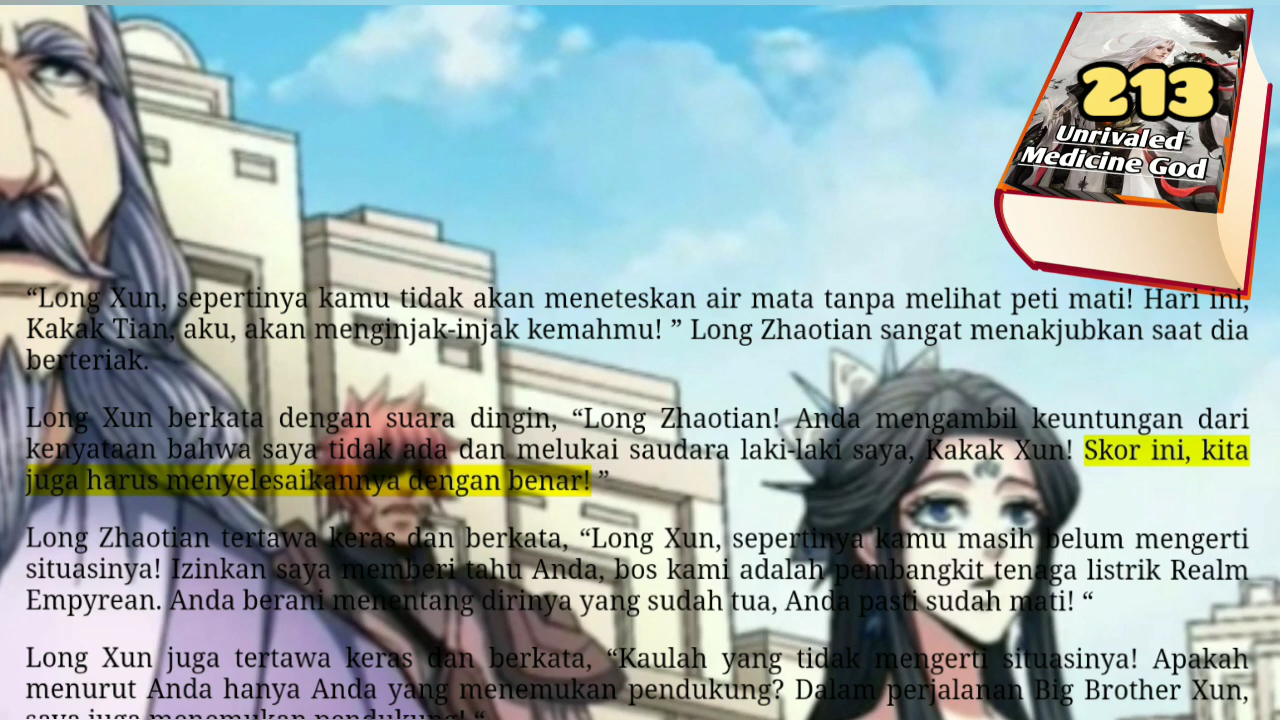 213
Unrivaled
Medicine God
“Long Xun, sepertinya kamu tidak akan meneteskan air mata tanpa melihat peti mati! Hari ini,
Kakak Tian, aku, akan menginjak-injak kemahmu! ” Long Zhaotian sangat menakjubkan saat dia
berteriak.
Long Xun berkata dengan suara dingin, “Long Zhaotian! Anda mengambil keuntungan dari
kenyataan bahwa saya tidak ada dan melukai saudara laki-laki saya, Kakak Xun! Skor ini, kita
juga harus menyelesaikannya dengan benar! ”
Long Zhaotian tertawa keras dan berkata, “Long Xun, sepertinya kamu masih belum mengerti
situasinya! Izinkan saya memberi tahu Anda, bos kami adalah pembangkit tenaga listrik Realm
Empyrean. Anda berani menentang dirinya yang sudah tua, Anda pasti sudah mati! “
Long Xun juga tertawa keras dan berkata, “Kaulah yang tidak mengerti situasinya! Apakah
menurut Anda hanya Anda yang menemukan pendukung? Dalam perjalanan Big Brother Xun,
saya juga menemukan pendukung! “